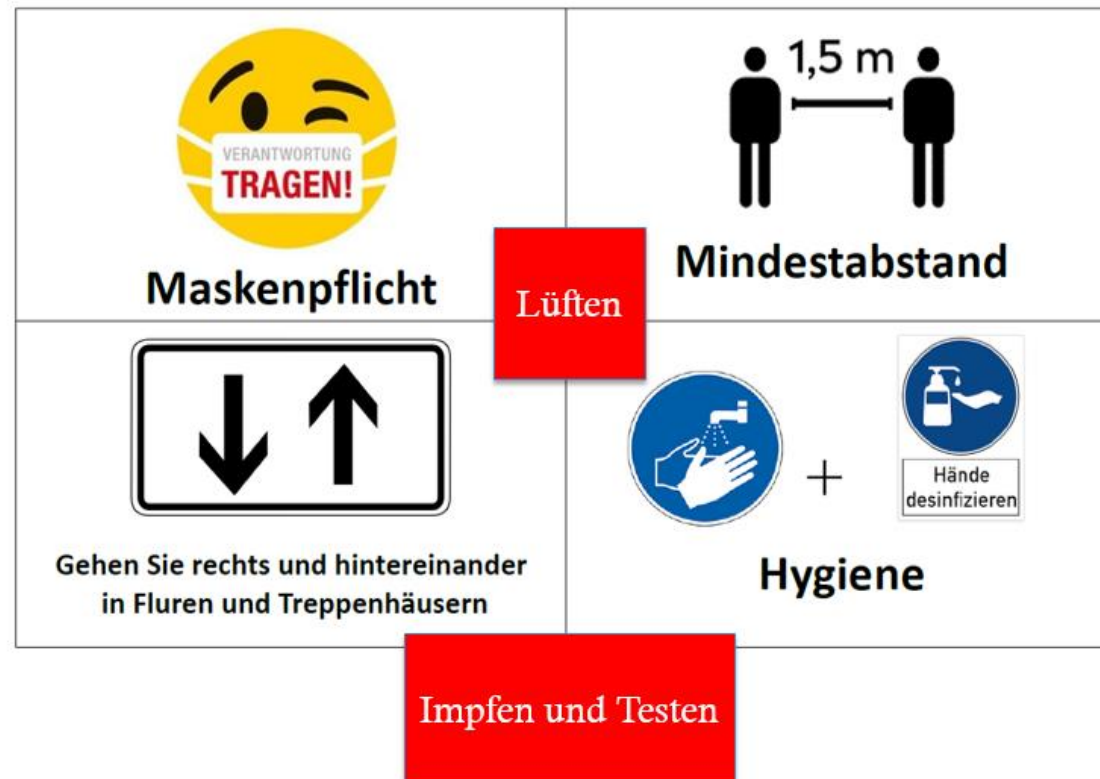 VERANTWORTUNG
TRAGEN!
Maskenpflicht
1,5 m
Mindestabstand
Lüften
Gehen Sie rechts und hintereinander
in Fluren und Treppenhäusern
+
Hände
desinfizieren
Hygiene
Impfen und Testen